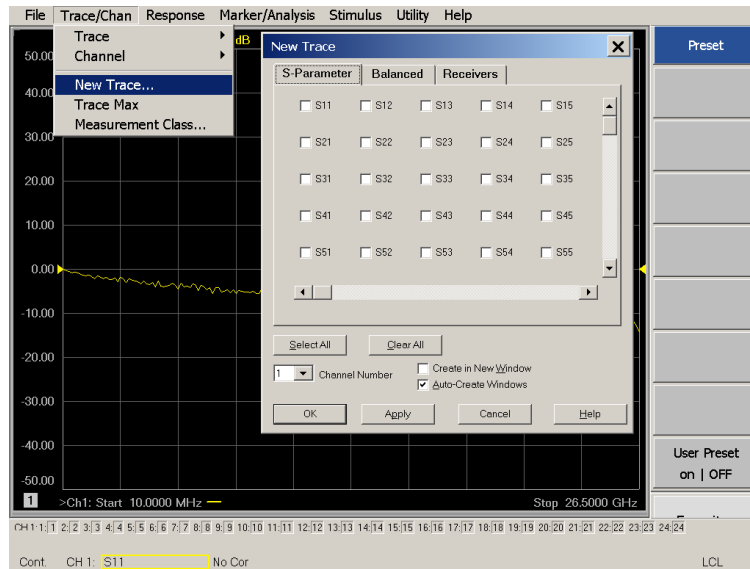 File Trace/Chan Response Marker/Analysis Stimulus Utility Help
Trace
Channel
New Trace...
Trace Max
Measurement Class...
dB
50.00
40.00
30.00
20.00
10.00
0.00
-10.00
-20.00
-30.00
-40.00
-50.00
New Trace
S-Parameter Balanced Receivers
S11 S12 S13 S14 S15
S21 S22 S23 S24 S25
S31 S32 S33 S34 S35
S41 S42 S43 S44 S45
S51 S52 S53 S54 S55
Select All Clear All
1 Channel Number
Create in New Window
Auto-Create Windows
OK Apply Cancel Help
Preset
User Preset
on | OFF
1 >Ch1: Start 10.0000 MHz Stop 26.5000 GHz
CH 1: 1:1 2:2 3:3 4:4 5:5 6:6 7:7 8:8 9:9 10:10 11:11 12:12 13:13 14:14 15:15 16:16 17:17 18:18 19:19 20:20 21:21 22:22 23:23 24:24
Cont. CH 1: S11 No Cor LCL